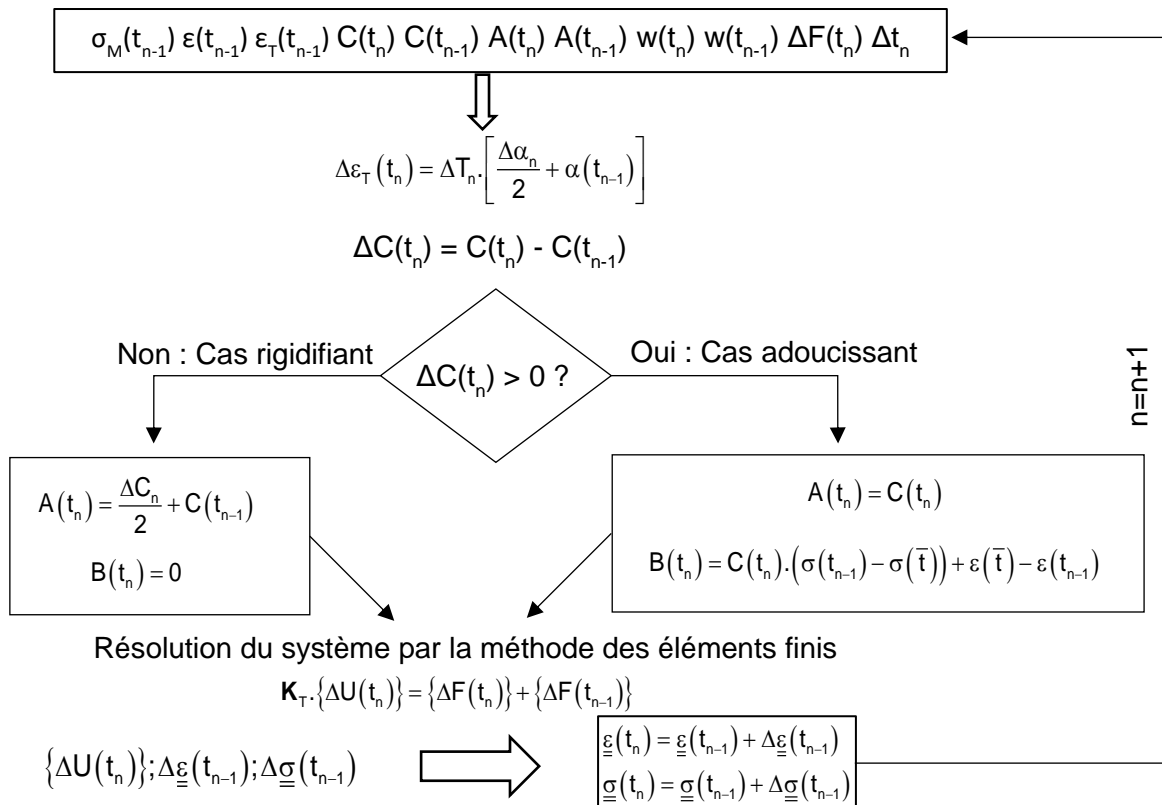 σ_M(t_{n-1}) ε(t_{n-1}) ε_T(t_{n-1}) C(t_n) C(t_{n-1}) A(t_n) A(t_{n-1}) w(t_n) w(t_{n-1}) ΔF(t_n) Δt_n
Δε_T(t_n) = ΔT_n.[Δα_n/2 + α(t_{n-1})]
ΔC(t_n) = C(t_n) - C(t_{n-1})
Non : Cas rigidifiant
Oui : Cas adoucissant
ΔC(t_n) > 0 ?
n=n+1
A(t_n) = ΔC_n/2 + C(t_{n-1})
B(t_n) = 0
A(t_n) = C(t_n)
B(t_n) = C(t_n).(σ(t_{n-1}) − σ(t̄)) + ε(t̄) − ε(t_{n-1})
Résolution du système par la méthode des éléments finis
K_T.{ΔU(t_n)} = {ΔF(t_n)} + {ΔF(t_{n-1})}
{ΔU(t_n)}; Δε̳(t_{n-1}); Δσ̳(t_{n-1})
ε̳(t_n) = ε̳(t_{n-1}) + Δε̳(t_{n-1})
σ̳(t_n) = σ̳(t_{n-1}) + Δσ̳(t_{n-1})